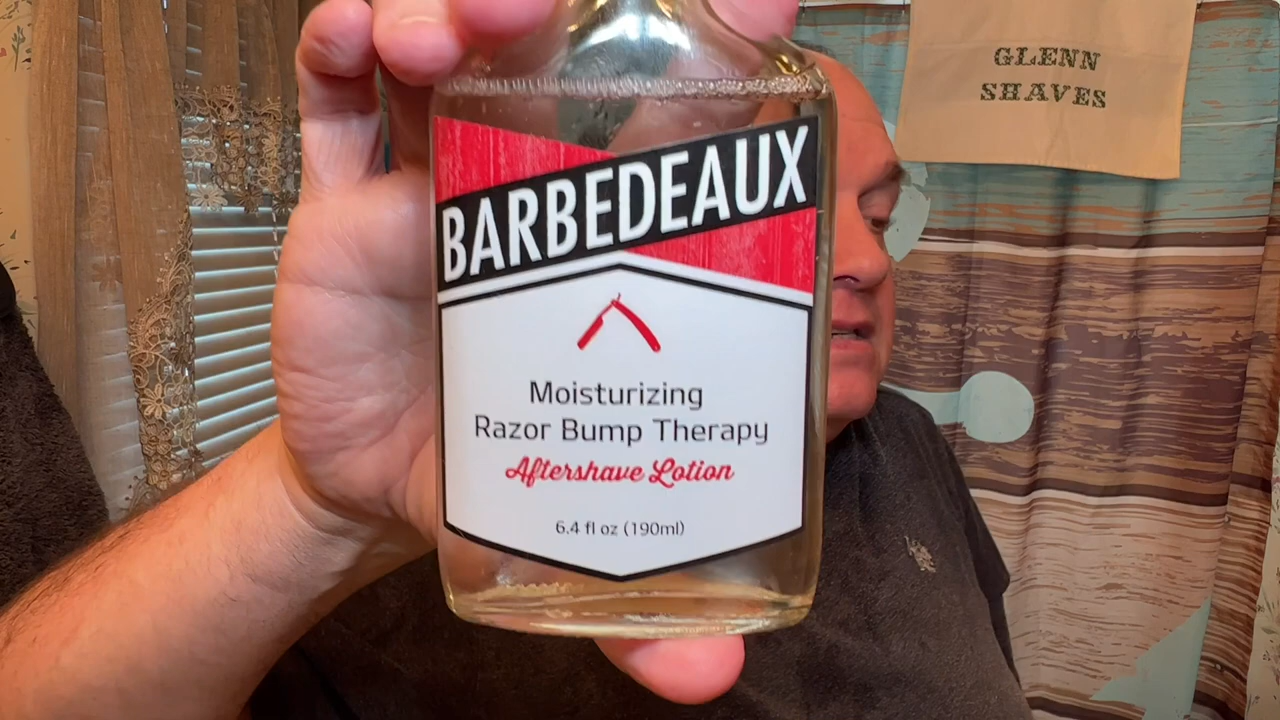 GLENN
SHAVES
BARBEDEAUX
Moisturizing
Razor Bump Therapy
Aftershave Lotion
6.4 fl oz (190ml)